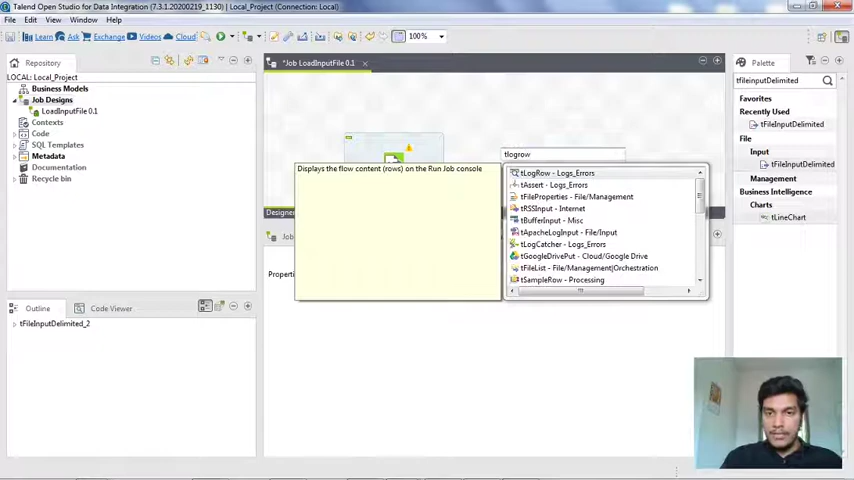 Talend Open Studio for Data Integration (7.3.1.20200219_1130) | Local_Project (Connection: Local)
File Edit View Window Help
Learn Ask Exchange Videos Cloud 100%
Repository
LOCAL: Local_Project
Business Models
Job Designs
LoadInputFile 0.1
Contexts
Code
SQL Templates
Metadata
Documentation
Recycle bin
Outline Code Viewer
tFileInputDelimited_2
*Job LoadInputFile 0.1
tlogrow
Displays the flow content (rows) on the Run Job console
tLogRow - Logs_Errors
tAssert - Logs_Errors
tFileProperties - File/Management
tRSSInput - Internet
tBufferInput - Misc
tApacheLogInput - File/Input
tLogCatcher - Logs_Errors
tGoogleDrivePut - Cloud/Google Drive
tFileList - File/Management|Orchestration
tSampleRow - Processing
Designer
Job
Properti
Palette
tfileinputDelimited
Favorites
Recently Used
tFileInputDelimited
File
Input
tFileInputDelimited
Management
Business Intelligence
Charts
tLineChart